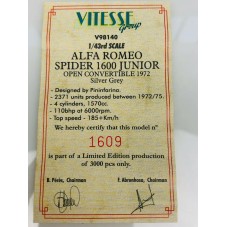 VITESSE
Group
V98140
1/43rd SCALE
ALFA ROMEO
SPIDER 1600 JUNIOR
OPEN CONVERTIBLE 1972
Silver Grey
- Designed by Pininfarina.
- 2371 units produced between 1972/75.
- 4 cylinders, 1570cc.
- 110bhp at 6000rpm.
- Top speed = 185+Km/h
We hereby certify that this model nº
1609
is part of a Limited Edition production
of 3000 pcs only.
Chairman T. Abrunhosa, Chairman